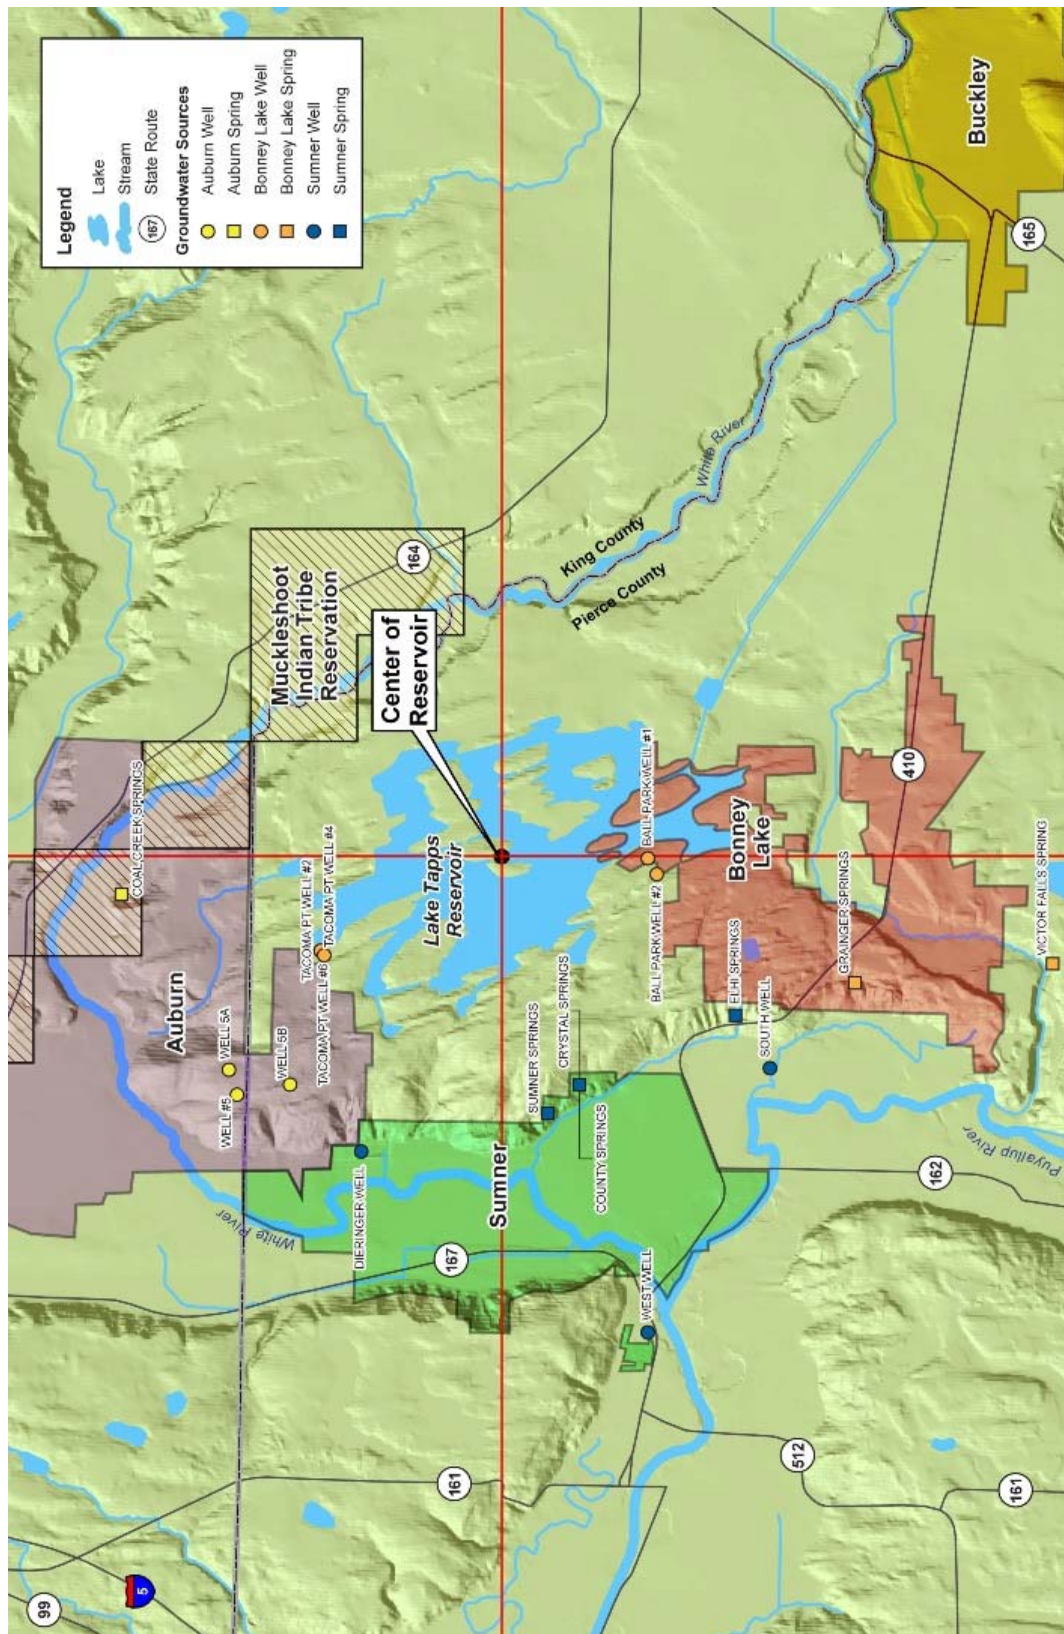 Legend
Lake
Stream
167
State Route
Groundwater Sources
Auburn Well
Auburn Spring
Bonney Lake Well
Bonney Lake Spring
Sumner Well
Sumner Spring
99
5
161
167
White River
Auburn
WELL #5
WELL 5A
WELL 5B
COAL CREEK SPRINGS
TACOMA PT WELL #2
TACOMA PT WELL #4
TACOMA PT WELL #6
Muckleshoot
Indian Tribe
Reservation
164
Center of
Reservoir
Lake Tapps
Reservoir
DIERINGER WELL
Sumner
SUMNER SPRINGS
CRYSTAL SPRINGS
COUNTY SPRINGS
WEST WELL
King County
Pierce County
White River
BALL PARK WELL #1
BALL PARK WELL #2
Bonney
Lake
ELHI SPRINGS
SOUTH WELL
GRAINGER SPRINGS
VICTOR FALLS SPRING
410
Buckley
165
162
Puyallup River
512
161